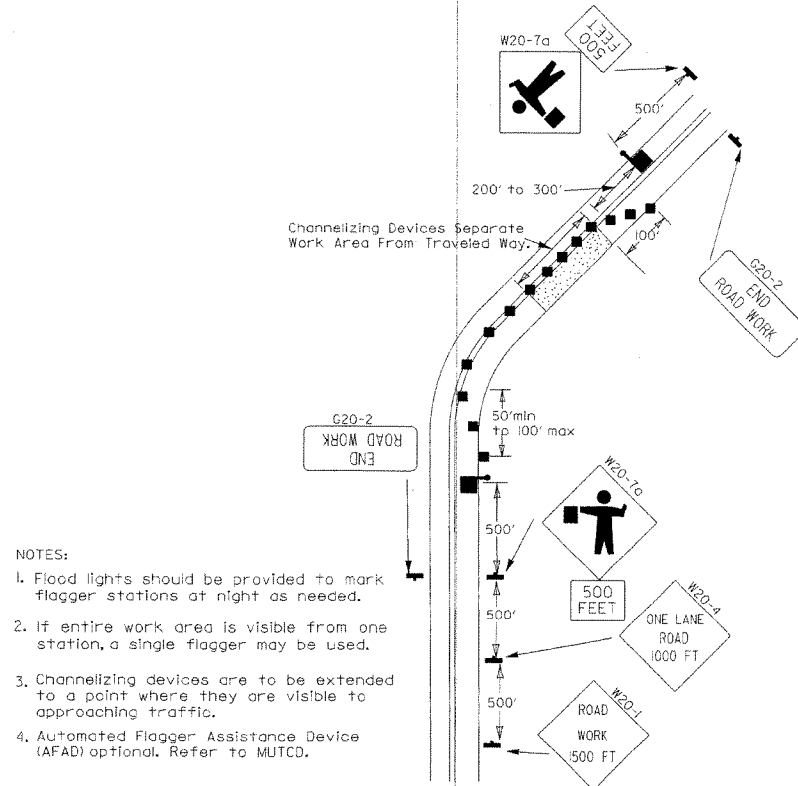 W20-7a
500
FEET
500'
200' to 300'
Channelizing Devices Separate
Work Area From Traveled Way.
100'
G20-2
END
ROAD WORK
50'min
to 100' max
G20-2
END
ROAD WORK
500'
W20-7a
500
FEET
500'
W20-4
ONE LANE
ROAD
1000 FT
500'
W20-1
ROAD
WORK
1500 FT
NOTES:
1. Flood lights should be provided to mark
flagger stations at night as needed.
2. If entire work area is visible from one
station, a single flagger may be used.
3. Channelizing devices are to be extended
to a point where they are visible to
approaching traffic.
4. Automated Flagger Assistance Device
(AFAD) optional. Refer to MUTCD.